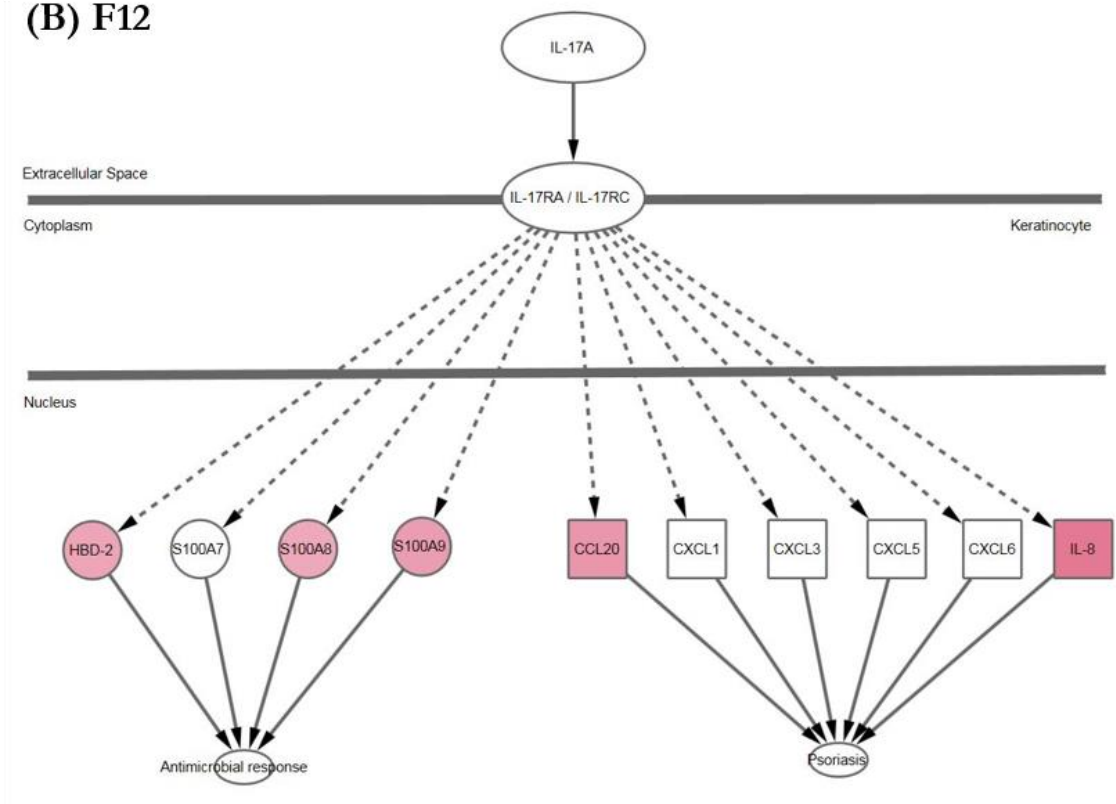 (B) F12
IL-17A
Extracellular Space
IL-17RA / IL-17RC
Cytoplasm
Keratinocyte
Nucleus
HBD-2
S100A7
S100A8
S100A9
CCL20
CXCL1
CXCL3
CXCL5
CXCL6
IL-8
Antimicrobial response
Psoriasis